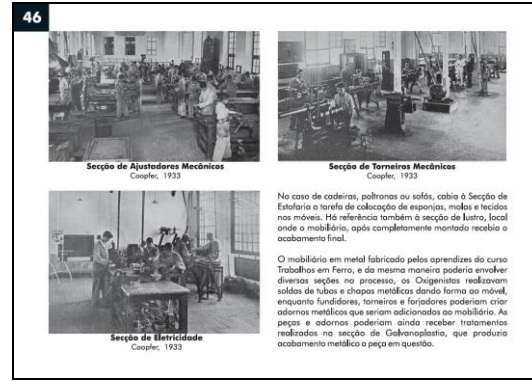 46
Secção de Ajustadores Mecânicos
Coopfer, 1933
Secção de Torneiros Mecânicos
Coopfer, 1933
Secção de Eletricidade
Coopfer, 1933
No caso de cadeiras, poltronas ou sofás, cabia à Secção de
Estofaria a tarefa de colocação de esponjas, molas e tecidos
nos móveis. Há referência também à secção de lustro, local
onde o mobiliário, após completamente montado recebia o
acabamento final.
O mobiliário em metal fabricado pelos aprendizes do curso
Trabalhos em Ferro, e da mesma maneira poderia envolver
diversas seções no processo, os Oxigenistas realizavam
soldas de tubos e chapas metálicas dando forma ao móvel,
enquanto fundidores, torneiros e forjadores poderiam criar
adornos metálicos que seriam adicionados ao mobiliário. As
peças e adornos poderiam ainda receber tratamentos
realizados na secção de Galvanoplastia, que produzia
acabamento metálico a peça em questão.